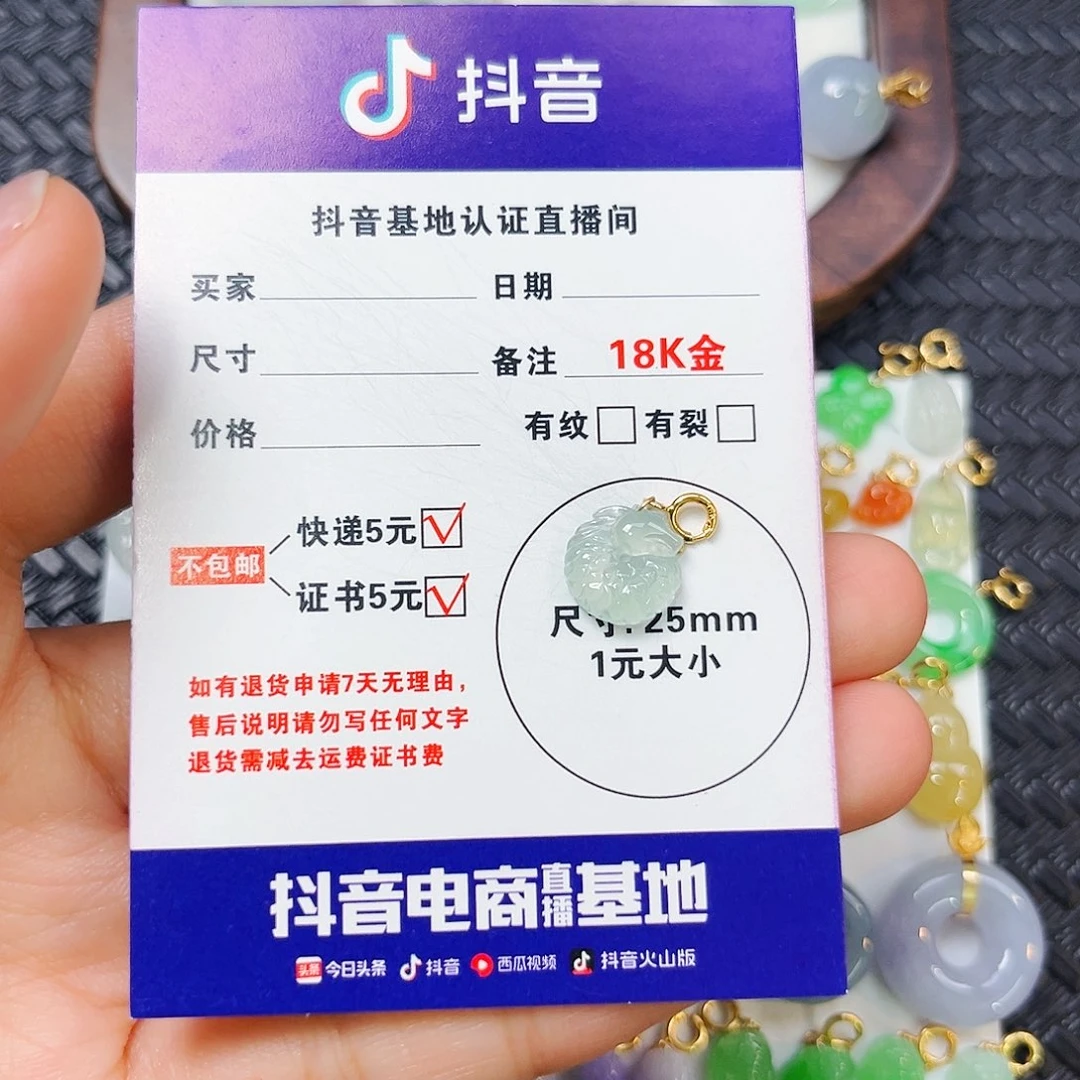 抖音
抖音基地认证直播间
买家 日期
尺寸 备注 18K金
价格 有纹 有裂
不包邮
快递5元
证书5元
尺寸:25mm
1元大小
如有退货申请7天无理由，
售后说明请勿写任何文字
退货需减去运费证书费
抖音电商直播基地
头条 今日头条 抖音 西瓜视频 抖音火山版